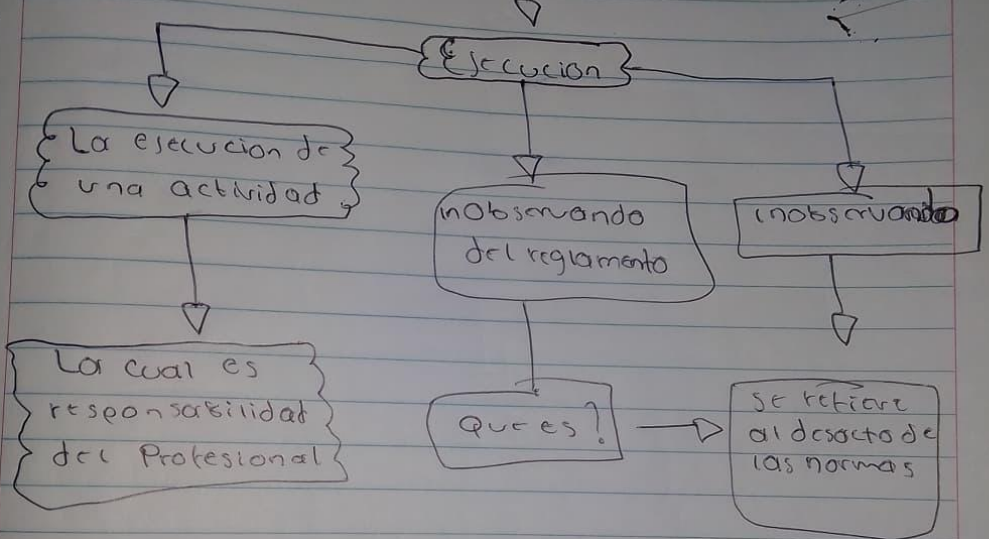 Ejecucion
La ejecucion de
una actividad
inobservando
del reglamento
inobservando
La cual es
responsabilidad
del Profesional
Que es?
se refiere
al desacto de
las normas